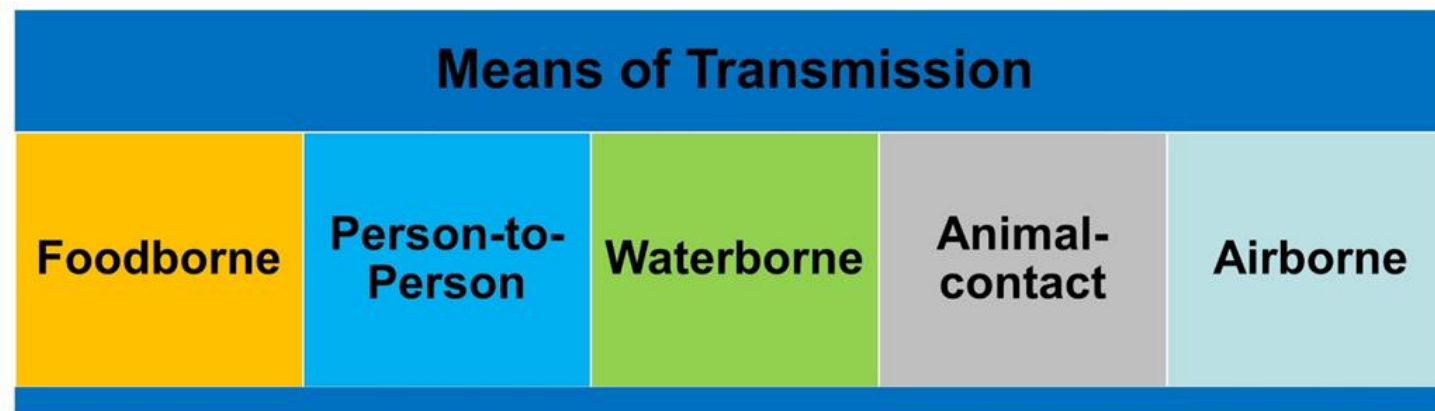 Means of Transmission
Foodborne
Person-to-
Person
Waterborne
Animal-
contact
Airborne